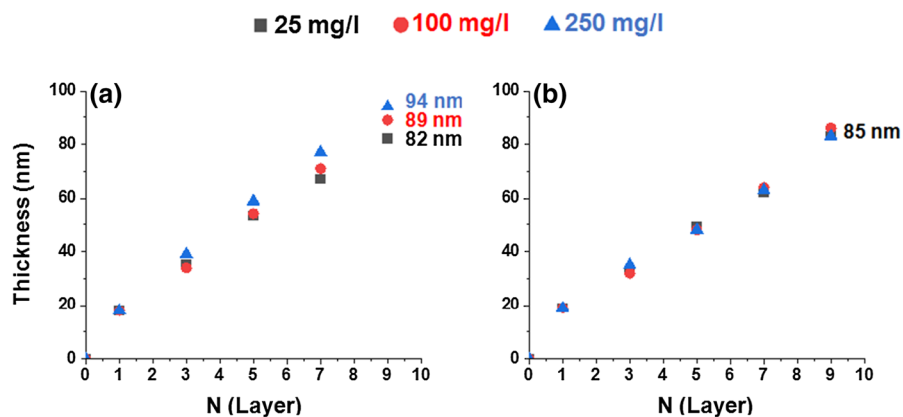 25 mg/l 100 mg/l 250 mg/l
(a)
100
80
60
40
20
0
94 nm
89 nm
82 nm
0 1 2 3 4 5 6 7 8 9 10
Thickness (nm)
N (Layer)
(b)
100
80
60
40
20
0
85 nm
0 1 2 3 4 5 6 7 8 9 10
N (Layer)